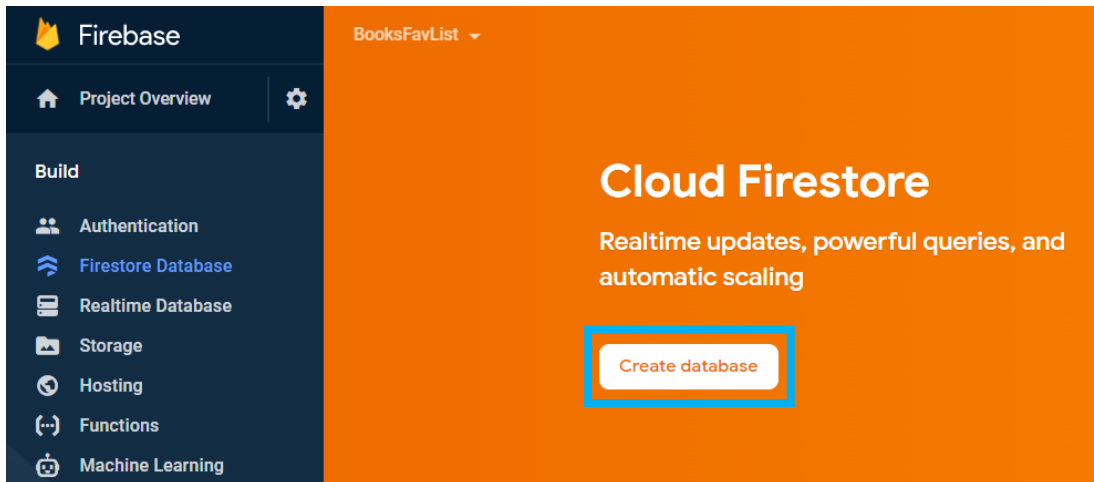 Firebase
BooksFavList
Project Overview
Build
Authentication
Firestore Database
Realtime Database
Storage
Hosting
Functions
Machine Learning
Cloud Firestore
Realtime updates, powerful queries, and
automatic scaling
Create database